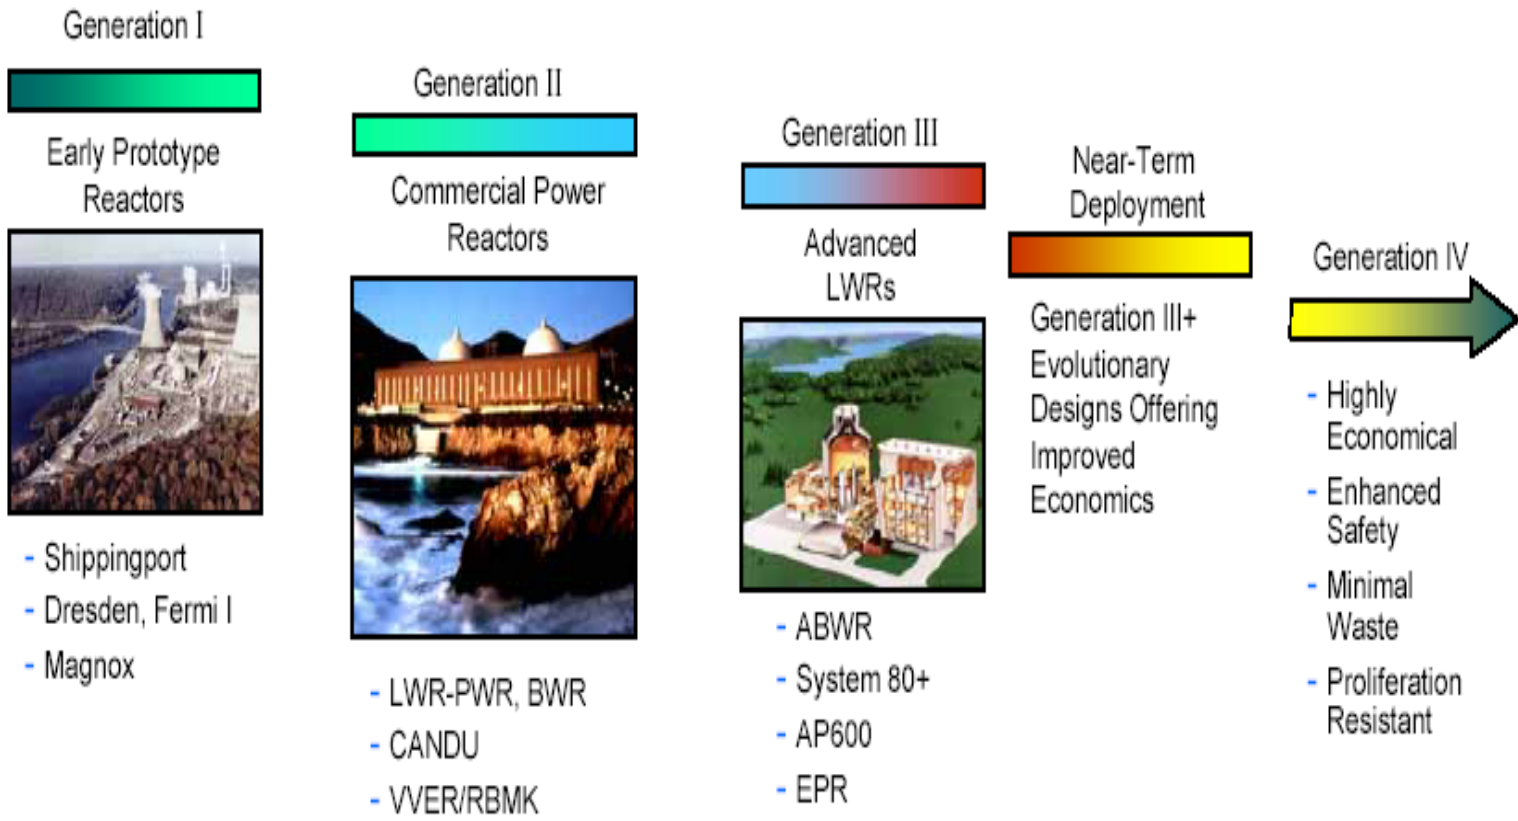 Generation I
Early Prototype
Reactors
- Shippingport
- Dresden, Fermi I
- Magnox
Generation II
Commercial Power
Reactors
- LWR-PWR, BWR
- CANDU
- VVER/RBMK
Generation III
Advanced
LWRs
- ABWR
- System 80+
- AP600
- EPR
Near-Term
Deployment
Generation III+
Evolutionary
Designs Offering
Improved
Economics
Generation IV
- Highly
Economical
- Enhanced
Safety
- Minimal
Waste
- Proliferation
Resistant